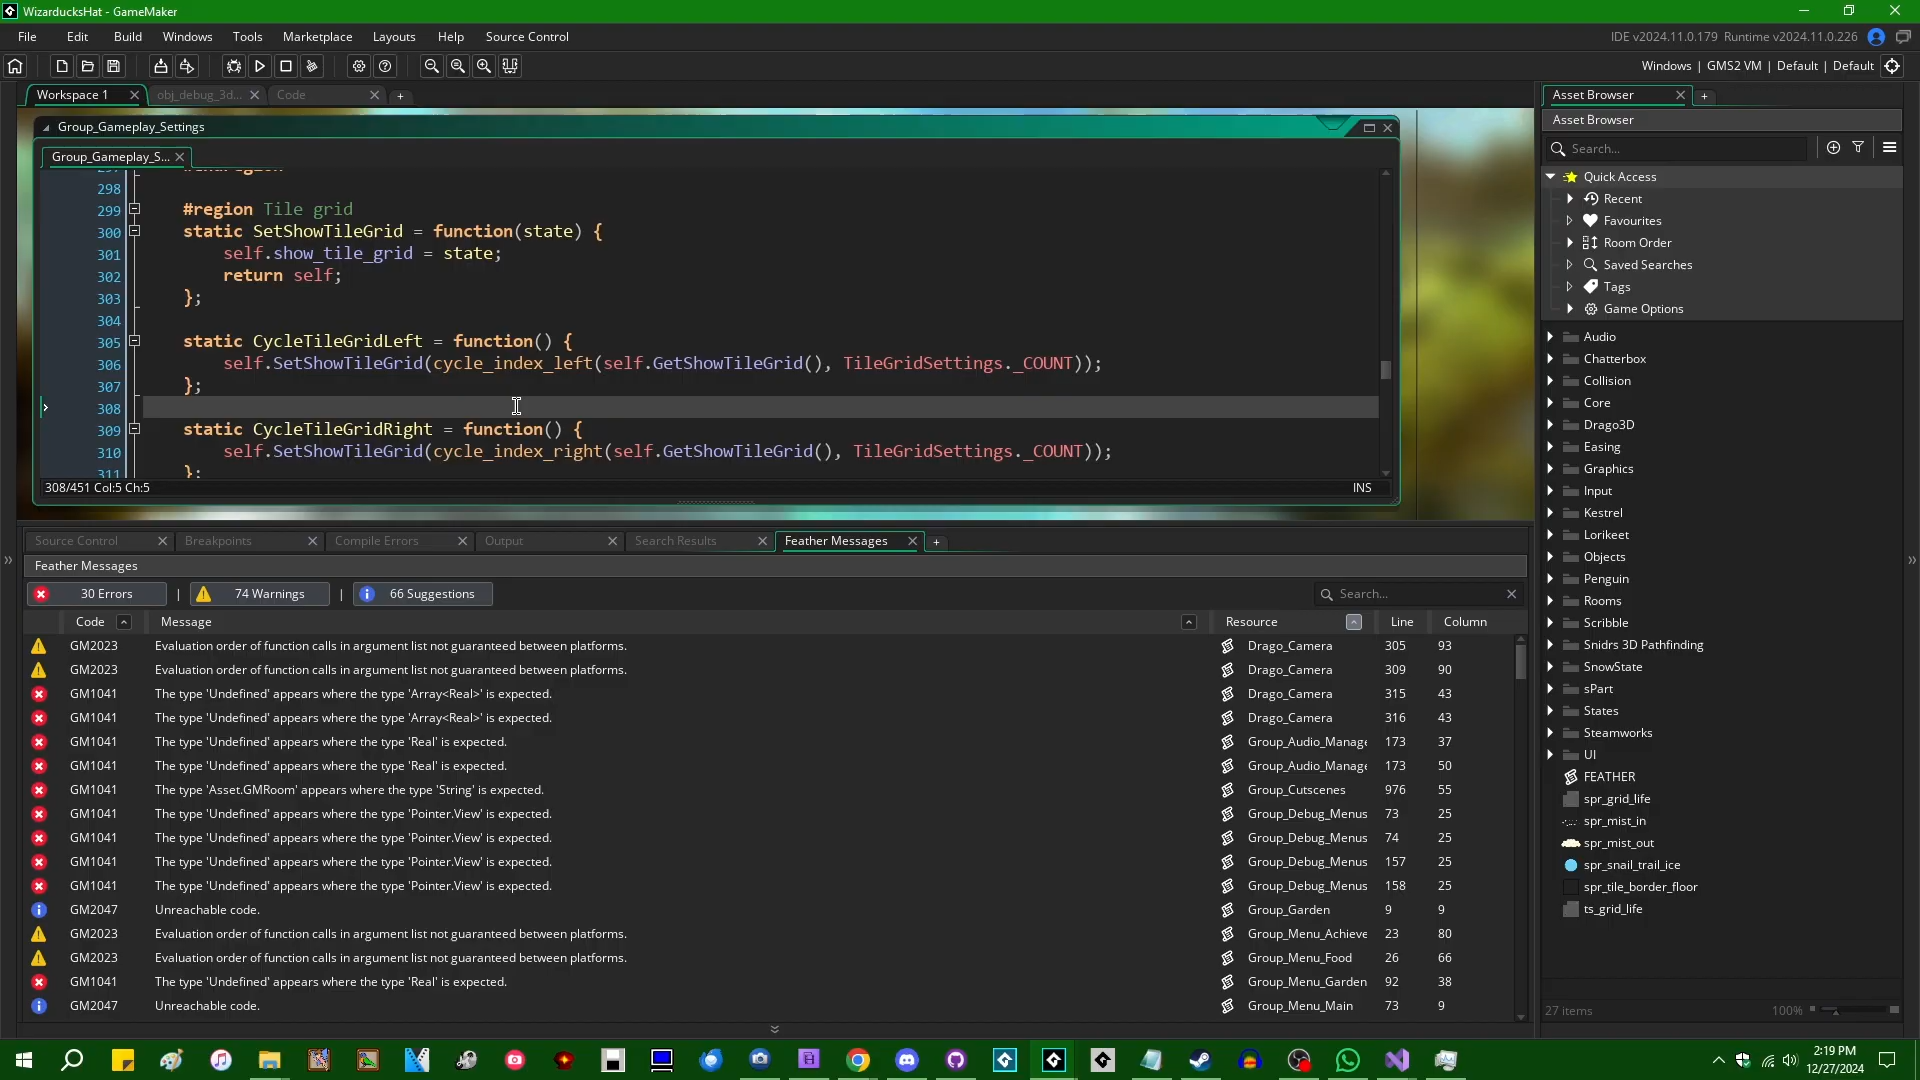 WizarducksHat - GameMaker
File Edit Build Windows Tools Marketplace Layouts Help Source Control
IDE v2024.11.0.179 Runtime v2024.11.0.226
Windows | GMS2 VM | Default | Default
Workspace 1
obj_debug_3d...
Code
Group_Gameplay_Settings
Group_Gameplay_S...
298
299 #region Tile grid
300 static SetShowTileGrid = function(state) {
301 self.show_tile_grid = state;
302 return self;
303 };
304
305 static CycleTileGridLeft = function() {
306 self.SetShowTileGrid(cycle_index_left(self.GetShowTileGrid(), TileGridSettings._COUNT));
307 };
308
309 static CycleTileGridRight = function() {
310 self.SetShowTileGrid(cycle_index_right(self.GetShowTileGrid(), TileGridSettings._COUNT));
311 };
308/451 Col:5 Ch:5
INS
Source Control Breakpoints Compile Errors Output Search Results Feather Messages
Feather Messages
30 Errors | 74 Warnings | 66 Suggestions
Search...
Code Message Resource Line Column
GM2023 Evaluation order of function calls in argument list not guaranteed between platforms. Drago_Camera 305 93
GM2023 Evaluation order of function calls in argument list not guaranteed between platforms. Drago_Camera 309 90
GM1041 The type 'Undefined' appears where the type 'Array<Real>' is expected. Drago_Camera 315 43
GM1041 The type 'Undefined' appears where the type 'Array<Real>' is expected. Drago_Camera 316 43
GM1041 The type 'Undefined' appears where the type 'Real' is expected. Group_Audio_Manage 173 37
GM1041 The type 'Undefined' appears where the type 'Real' is expected. Group_Audio_Manage 173 50
GM1041 The type 'Asset.GMRoom' appears where the type 'String' is expected. Group_Cutscenes 976 55
GM1041 The type 'Undefined' appears where the type 'Pointer.View' is expected. Group_Debug_Menus 73 25
GM1041 The type 'Undefined' appears where the type 'Pointer.View' is expected. Group_Debug_Menus 74 25
GM1041 The type 'Undefined' appears where the type 'Pointer.View' is expected. Group_Debug_Menus 157 25
GM1041 The type 'Undefined' appears where the type 'Pointer.View' is expected. Group_Debug_Menus 158 25
GM2047 Unreachable code. Group_Garden 9 9
GM2023 Evaluation order of function calls in argument list not guaranteed between platforms. Group_Menu_Achieve 23 80
GM2023 Evaluation order of function calls in argument list not guaranteed between platforms. Group_Menu_Food 26 66
GM1041 The type 'Undefined' appears where the type 'Real' is expected. Group_Menu_Garden 92 38
GM2047 Unreachable code. Group_Menu_Main 73 9
Asset Browser
Asset Browser
Search...
Quick Access
Recent
Favourites
Room Order
Saved Searches
Tags
Game Options
Audio
Chatterbox
Collision
Core
Drago3D
Easing
Graphics
Input
Kestrel
Lorikeet
Objects
Penguin
Rooms
Scribble
Snidrs 3D Pathfinding
SnowState
sPart
States
Steamworks
UI
FEATHER
spr_grid_life
spr_mist_in
spr_mist_out
spr_snail_trail_ice
spr_tile_border_floor
ts_grid_life
27 items
100%
2:19 PM
12/27/2024